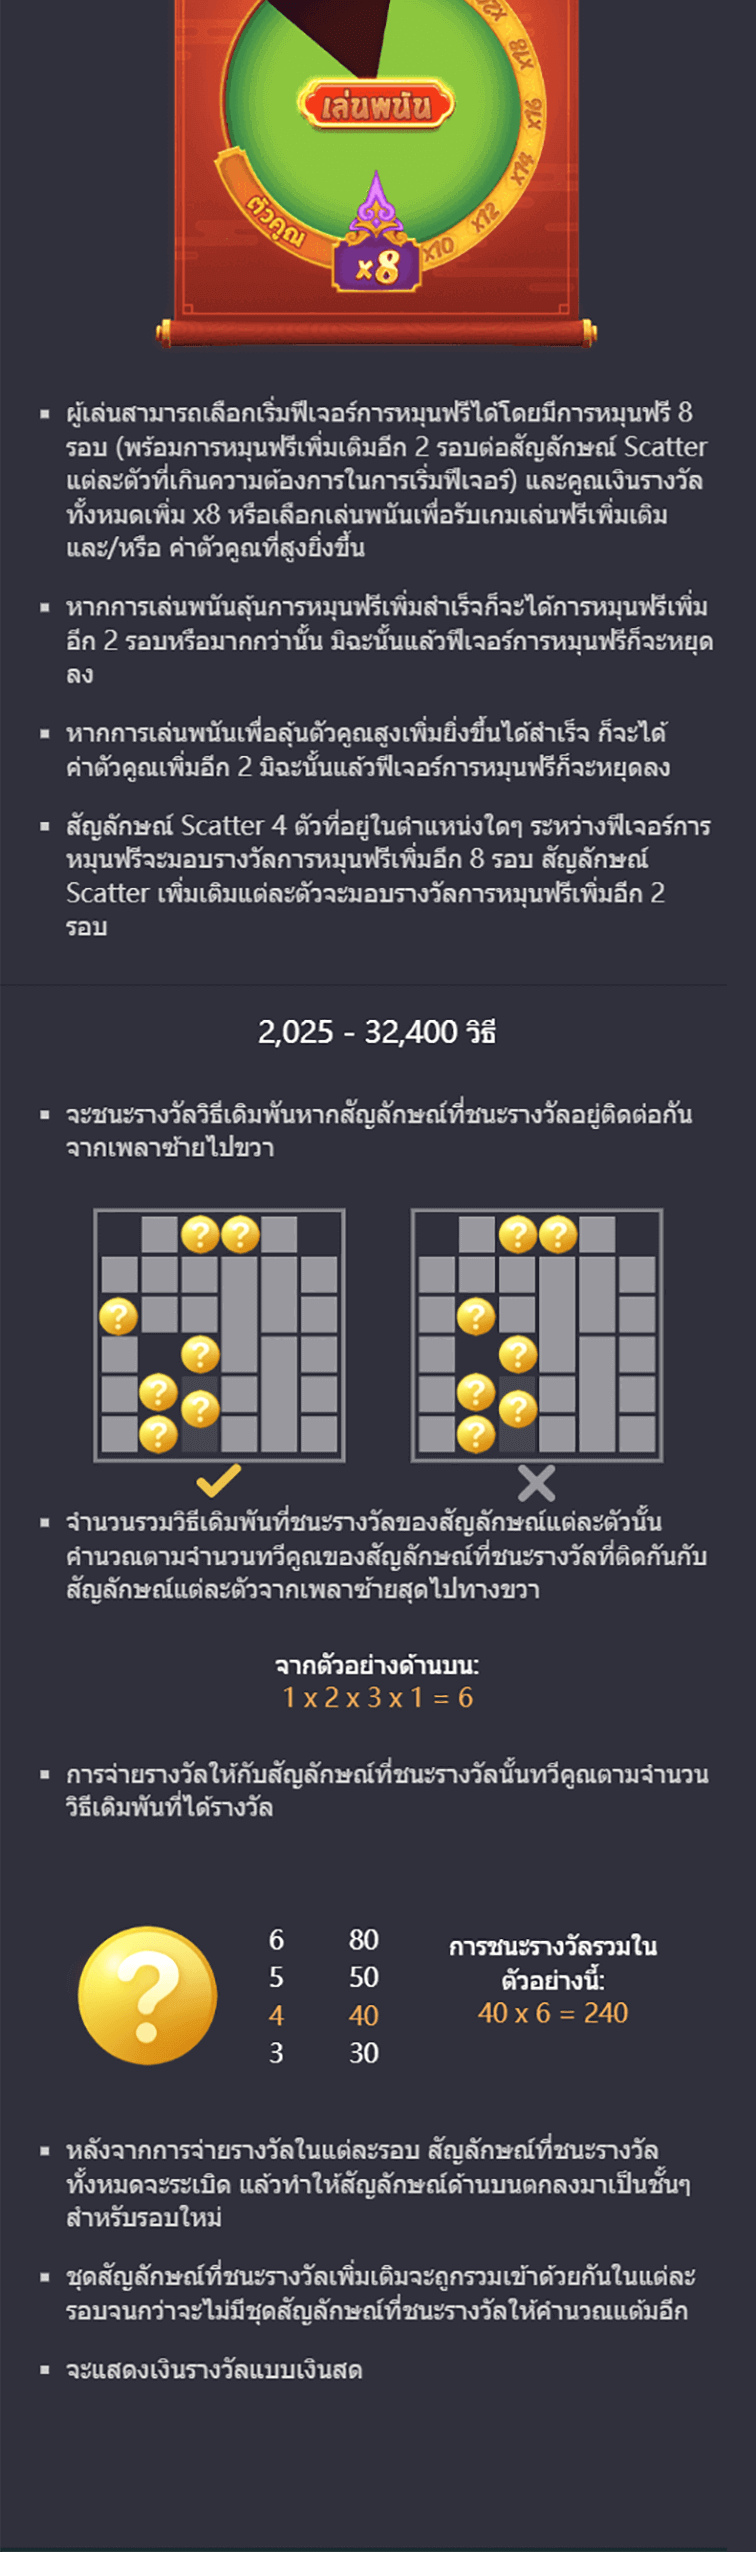 x20
x18
x16
เล่นพนัน
x14
ตัวคูณ
x12
x10
x8
ผู้เล่นสามารถเลือกเริ่มฟีเจอร์การหมุนฟรีได้โดยมีการหมุนฟรี 8
รอบ (พร้อมการหมุนฟรีเพิ่มเติมอีก 2 รอบต่อสัญลักษณ์ Scatter
แต่ละตัวที่เกินความต้องการในการเริ่มฟีเจอร์) และคูณเงินรางวัล
ทั้งหมดเพิ่ม x8 หรือเลือกเล่นพนันเพื่อรับเกมเล่นฟรีเพิ่มเติม
และ/หรือ ค่าตัวคูณที่สูงยิ่งขึ้น
หากการเล่นพนันลุ้นการหมุนฟรีเพิ่มสำเร็จก็จะได้การหมุนฟรีเพิ่ม
อีก 2 รอบหรือมากกว่านั้น มิฉะนั้นแล้วฟีเจอร์การหมุนฟรีก็จะหยุด
ลง
หากการเล่นพนันเพื่อลุ้นตัวคูณสูงเพิ่มยิ่งขึ้นได้สำเร็จ ก็จะได้
ค่าตัวคูณเพิ่มอีก 2 มิฉะนั้นแล้วฟีเจอร์การหมุนฟรีก็จะหยุดลง
สัญลักษณ์ Scatter 4 ตัวที่อยู่ในตำแหน่งใดๆ ระหว่างฟีเจอร์การ
หมุนฟรีจะมอบรางวัลการหมุนฟรีเพิ่มอีก 8 รอบ สัญลักษณ์
Scatter เพิ่มเติมแต่ละตัวจะมอบรางวัลการหมุนฟรีเพิ่มอีก 2
รอบ
2,025 - 32,400 วิธี
จะชนะรางวัลวิธีเดิมพันหากสัญลักษณ์ที่ชนะรางวัลอยู่ติดต่อกัน
จากเพลาซ้ายไปขวา
? ? ? ?
? ?
? ? ? ?
? ? ? ?
จำนวนรวมวิธีเดิมพันที่ชนะรางวัลของสัญลักษณ์แต่ละตัวนั้น
คำนวณตามจำนวนทวีคูณของสัญลักษณ์ที่ชนะรางวัลที่ติดกันกับ
สัญลักษณ์แต่ละตัวจากเพลาซ้ายสุดไปทางขวา
จากตัวอย่างด้านบน:
1 x 2 x 3 x 1 = 6
การจ่ายรางวัลให้กับสัญลักษณ์ที่ชนะรางวัลนั้นทวีคูณตามจำนวน
วิธีเดิมพันที่ได้รางวัล
?
6 80
5 50
4 40
3 30
การชนะรางวัลรวมใน
ตัวอย่างนี้:
40 x 6 = 240
หลังจากการจ่ายรางวัลในแต่ละรอบ สัญลักษณ์ที่ชนะรางวัล
ทั้งหมดจะระเบิด แล้วทำให้สัญลักษณ์ด้านบนตกลงมาเป็นชั้นๆ
สำหรับรอบใหม่
ชุดสัญลักษณ์ที่ชนะรางวัลเพิ่มเติมจะถูกรวมเข้าด้วยกันในแต่ละ
รอบจนกว่าจะไม่มีชุดสัญลักษณ์ที่ชนะรางวัลให้คำนวณแต้มอีก
จะแสดงเงินรางวัลแบบเงินสด